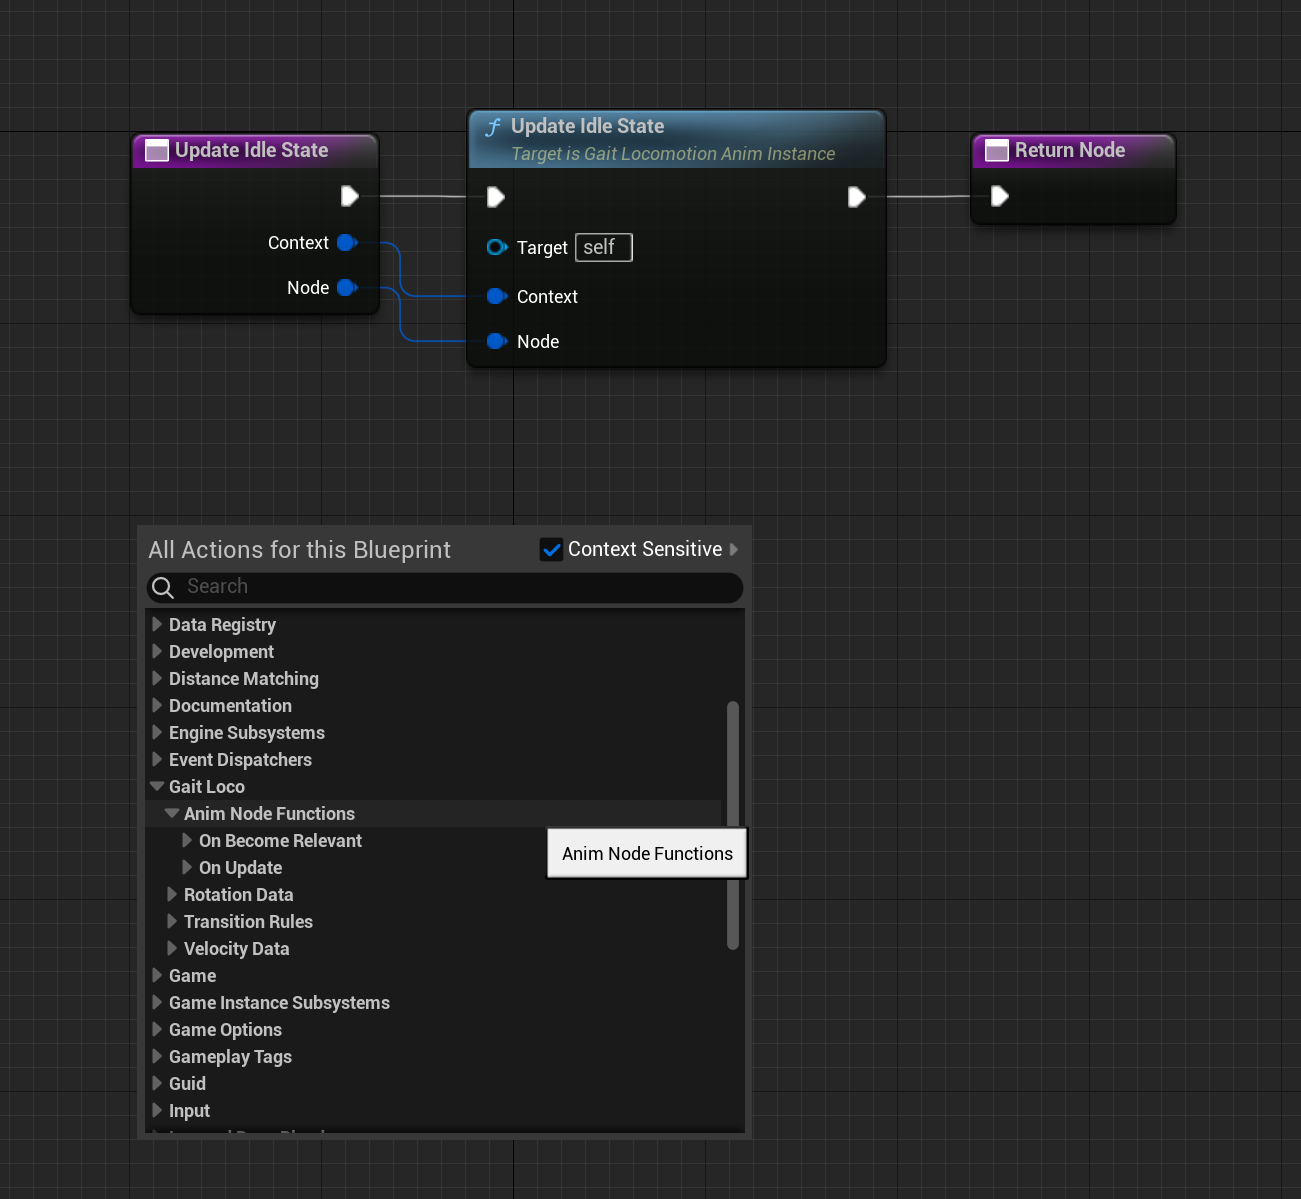 Update Idle State
Context
Node
Update Idle State
Target is Gait Locomotion Anim Instance
Target self
Context
Node
Return Node
All Actions for this Blueprint
Context Sensitive
Search
Data Registry
Development
Distance Matching
Documentation
Engine Subsystems
Event Dispatchers
Gait Loco
Anim Node Functions
On Become Relevant
On Update
Anim Node Functions
Rotation Data
Transition Rules
Velocity Data
Game
Game Instance Subsystems
Game Options
Gameplay Tags
Guid
Input